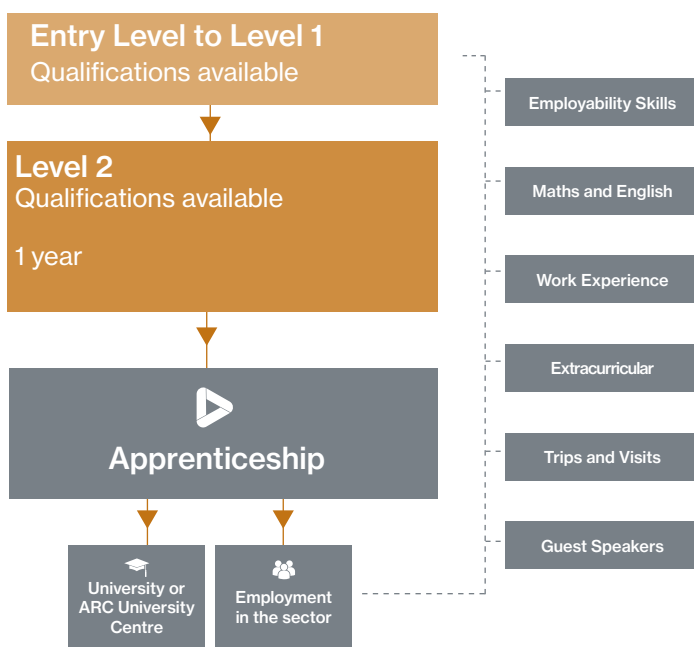 Entry Level to Level 1
Qualifications available
Level 2
Qualifications available
1 year
Apprenticeship
University or
ARC University
Centre
Employment
in the sector
Employability Skills
Maths and English
Work Experience
Extracurricular
Trips and Visits
Guest Speakers